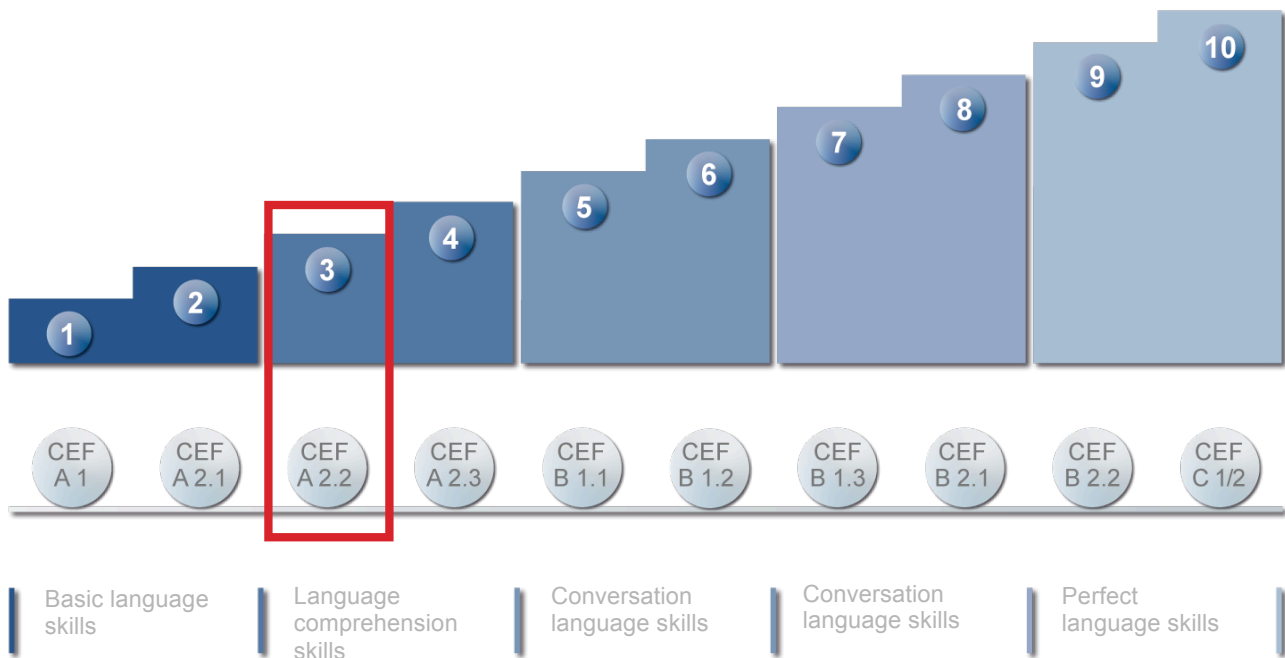 1
2
3
4
5
6
7
8
9
10
CEF
A 1
CEF
A 2.1
CEF
A 2.2
CEF
A 2.3
CEF
B 1.1
CEF
B 1.2
CEF
B 1.3
CEF
B 2.1
CEF
B 2.2
CEF
C 1/2
Basic language
skills
Language
comprehension
skills
Conversation
language skills
Conversation
language skills
Perfect
language skills